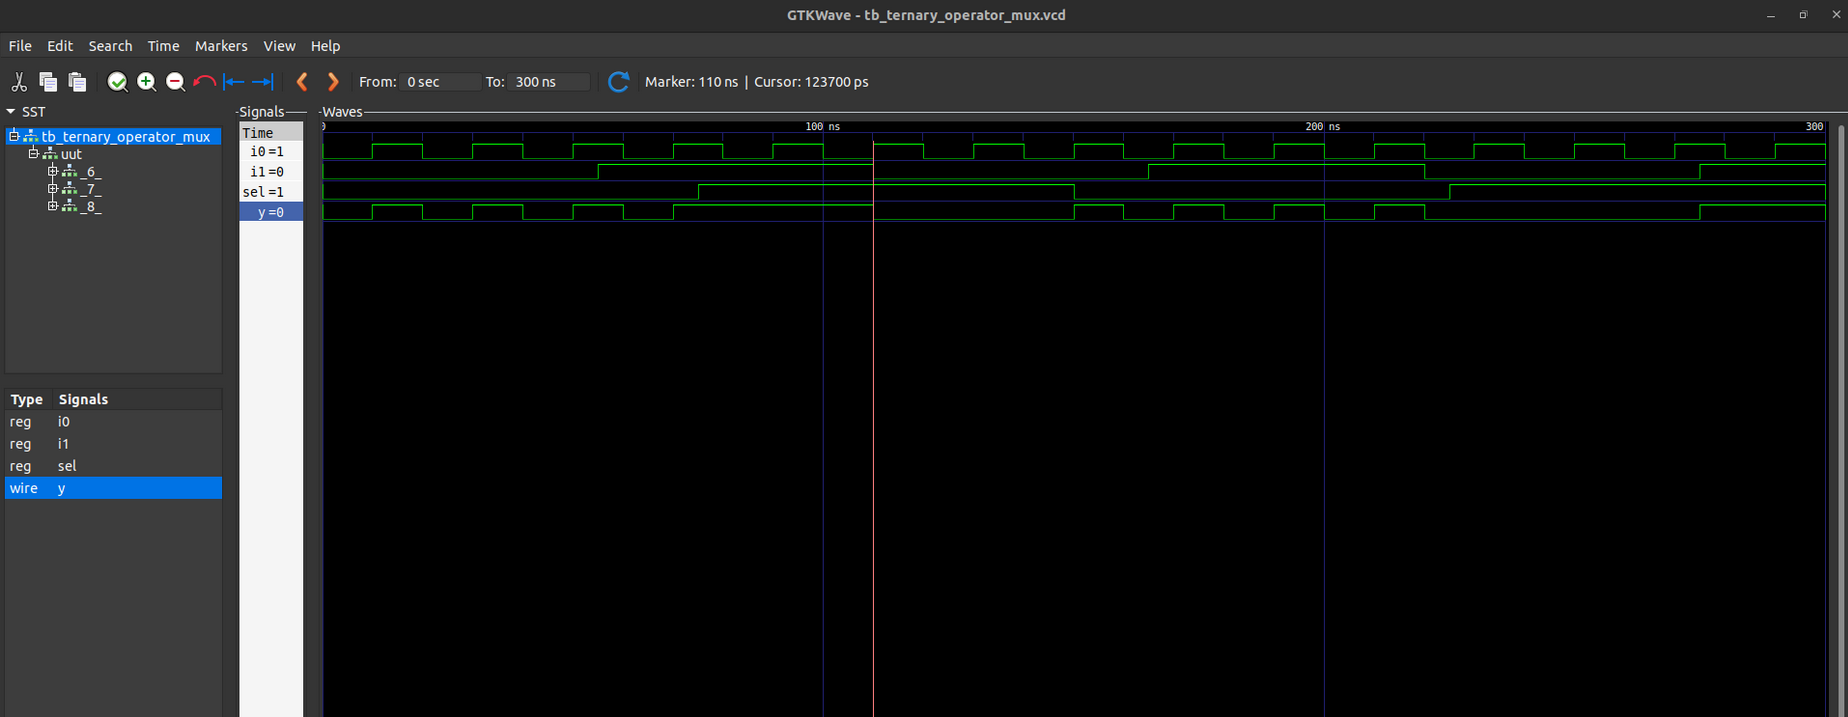 GTKWave - tb_ternary_operator_mux.vcd
File Edit Search Time Markers View Help
From: 0 sec To: 300 ns Marker: 110 ns | Cursor: 123700 ps
SST
tb_ternary_operator_mux
uut
_6_
_7_
_8_
Type Signals
reg i0
reg i1
reg sel
wire y
Signals
Time
i0=1
i1=0
sel=1
y=0
Waves
0 100 ns 200 ns 300